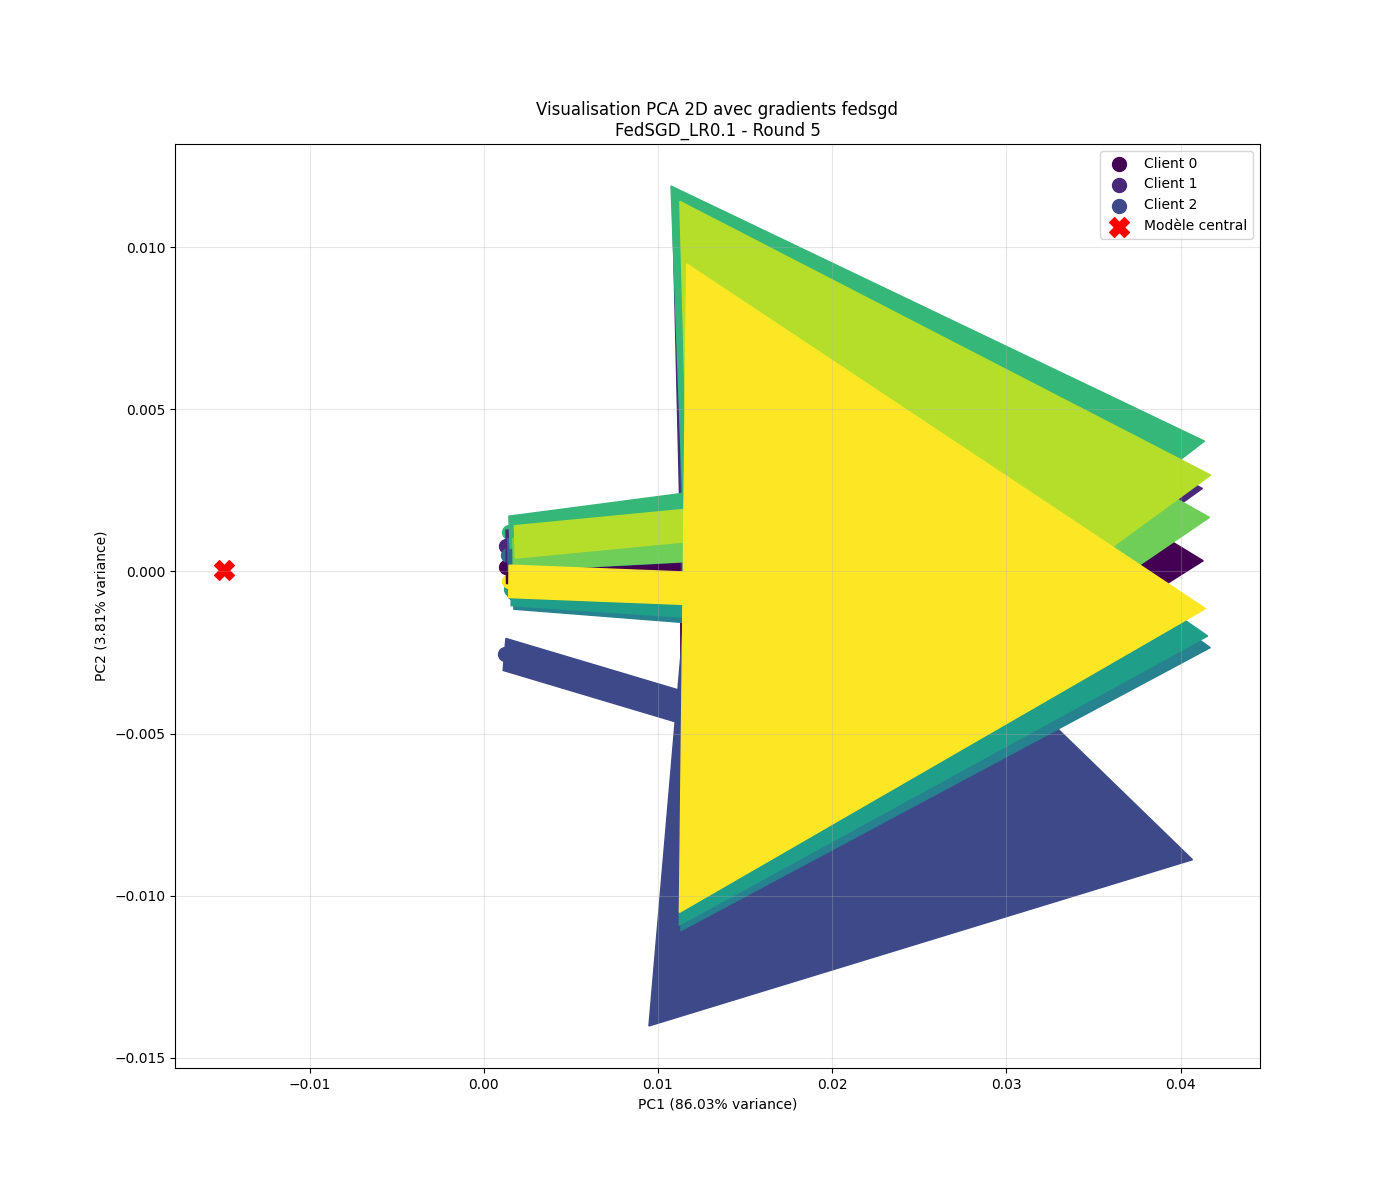 Visualisation PCA 2D avec gradients fedsgd
FedSGD_LR0.1 - Round 5
Client 0
Client 1
Client 2
Modèle central
0.010
0.005
0.000
−0.005
−0.010
−0.015
PC2 (3.81% variance)
−0.01
0.00
0.01
0.02
0.03
0.04
PC1 (86.03% variance)